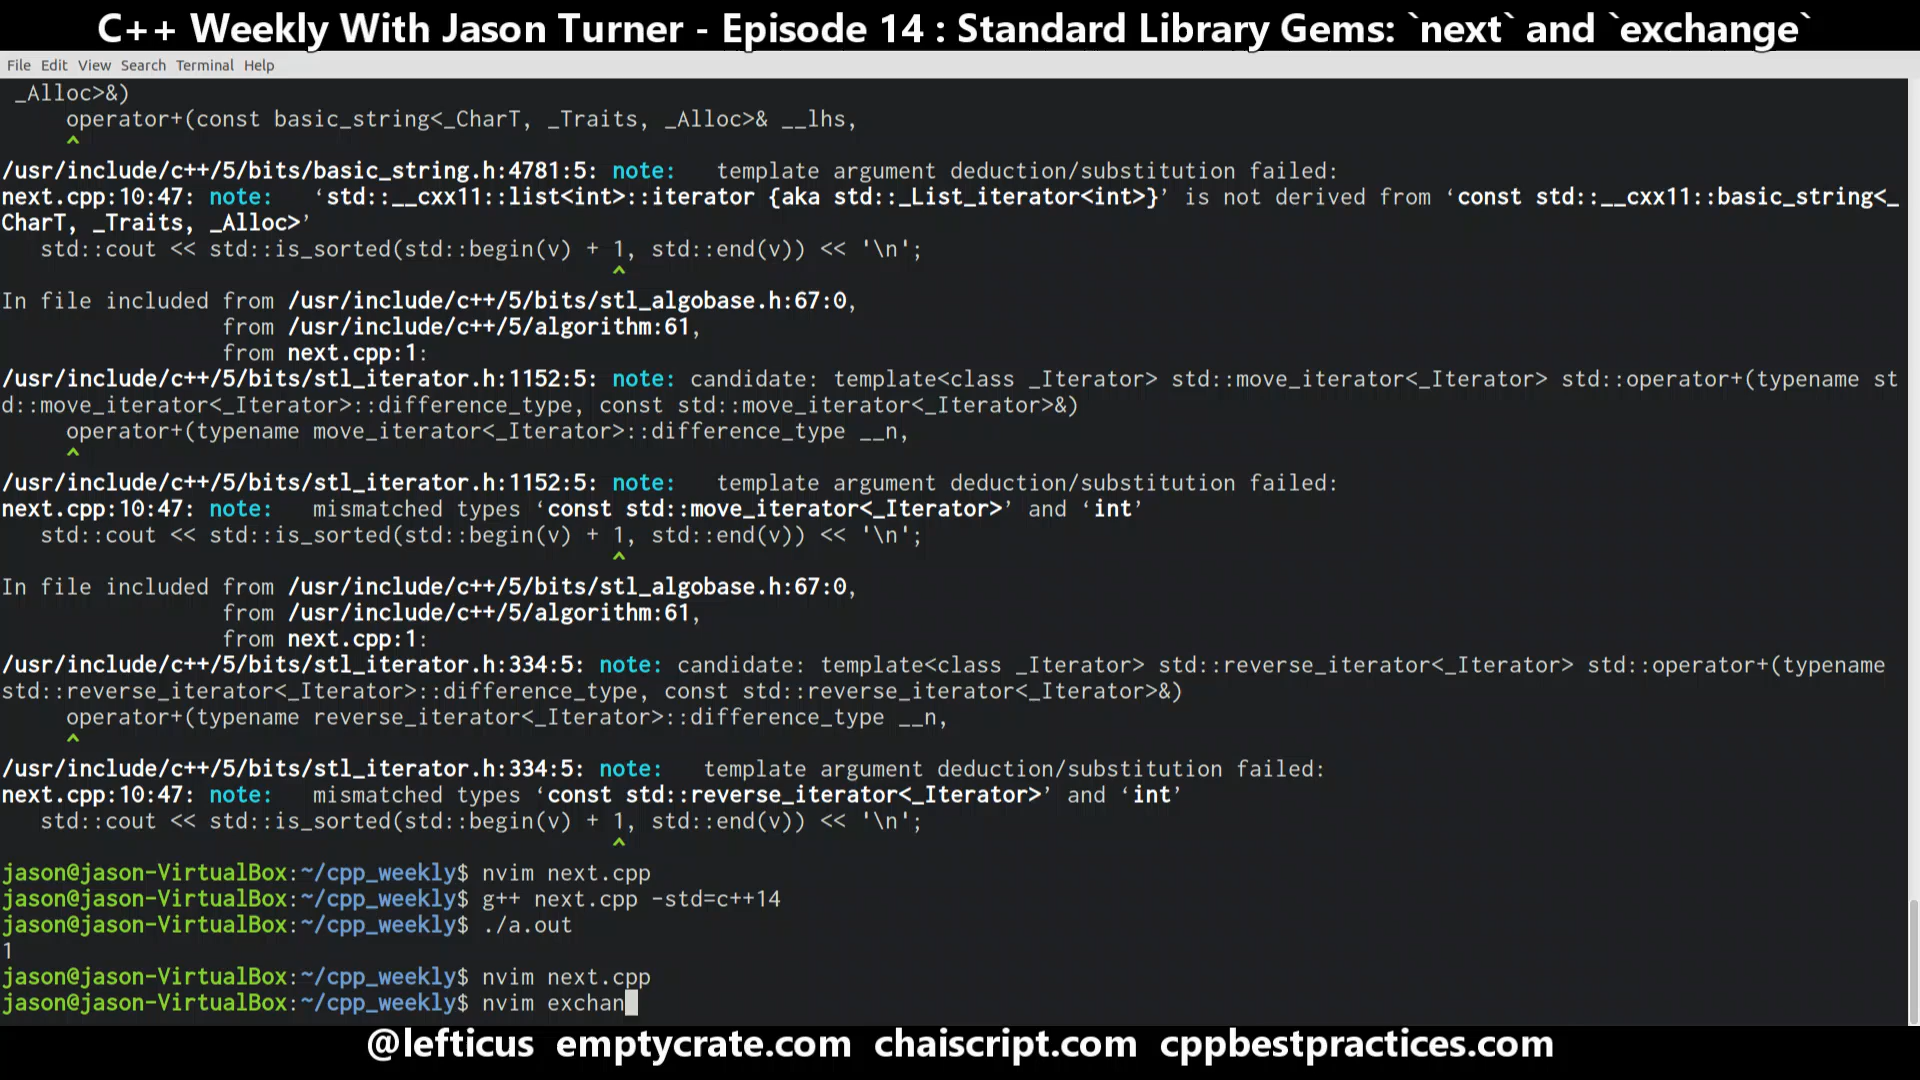 C++ Weekly With Jason Turner - Episode 14 : Standard Library Gems: `next` and `exchange`
File Edit View Search Terminal Help
_Alloc>&)
operator+(const basic_string<_CharT, _Traits, _Alloc>& __lhs,
^
/usr/include/c++/5/bits/basic_string.h:4781:5: note:   template argument deduction/substitution failed:
next.cpp:10:47: note:   ‘std::__cxx11::list<int>::iterator {aka std::_List_iterator<int>}’ is not derived from ‘const std::__cxx11::basic_string<_
CharT, _Traits, _Alloc>’
std::cout << std::is_sorted(std::begin(v) + 1, std::end(v)) << '\n';
^
In file included from /usr/include/c++/5/bits/stl_algobase.h:67:0,
from /usr/include/c++/5/algorithm:61,
from next.cpp:1:
/usr/include/c++/5/bits/stl_iterator.h:1152:5: note: candidate: template<class _Iterator> std::move_iterator<_Iterator> std::operator+(typename st
d::move_iterator<_Iterator>::difference_type, const std::move_iterator<_Iterator>&)
operator+(typename move_iterator<_Iterator>::difference_type __n,
^
/usr/include/c++/5/bits/stl_iterator.h:1152:5: note:   template argument deduction/substitution failed:
next.cpp:10:47: note:   mismatched types ‘const std::move_iterator<_Iterator>’ and ‘int’
std::cout << std::is_sorted(std::begin(v) + 1, std::end(v)) << '\n';
^
In file included from /usr/include/c++/5/bits/stl_algobase.h:67:0,
from /usr/include/c++/5/algorithm:61,
from next.cpp:1:
/usr/include/c++/5/bits/stl_iterator.h:334:5: note: candidate: template<class _Iterator> std::reverse_iterator<_Iterator> std::operator+(typename
std::reverse_iterator<_Iterator>::difference_type, const std::reverse_iterator<_Iterator>&)
operator+(typename reverse_iterator<_Iterator>::difference_type __n,
^
/usr/include/c++/5/bits/stl_iterator.h:334:5: note:   template argument deduction/substitution failed:
next.cpp:10:47: note:   mismatched types ‘const std::reverse_iterator<_Iterator>’ and ‘int’
std::cout << std::is_sorted(std::begin(v) + 1, std::end(v)) << '\n';
^
jason@jason-VirtualBox:~/cpp_weekly$ nvim next.cpp
jason@jason-VirtualBox:~/cpp_weekly$ g++ next.cpp -std=c++14
jason@jason-VirtualBox:~/cpp_weekly$ ./a.out
1
jason@jason-VirtualBox:~/cpp_weekly$ nvim next.cpp
jason@jason-VirtualBox:~/cpp_weekly$ nvim exchan
@lefticus emptycrate.com chaiscript.com cppbestpractices.com